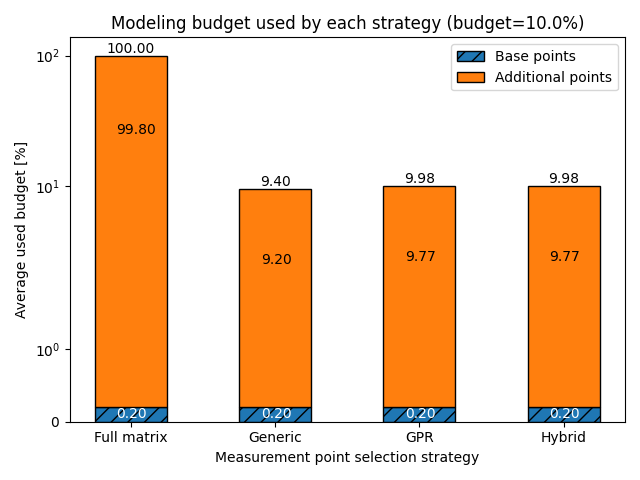 Modeling budget used by each strategy (budget=10.0%)
Base points
Additional points
Average used budget [%]
10²
10¹
10⁰
0
100.00
99.80
0.20
9.40
9.20
0.20
9.98
9.77
0.20
9.98
9.77
0.20
Full matrix
Generic
GPR
Hybrid
Measurement point selection strategy